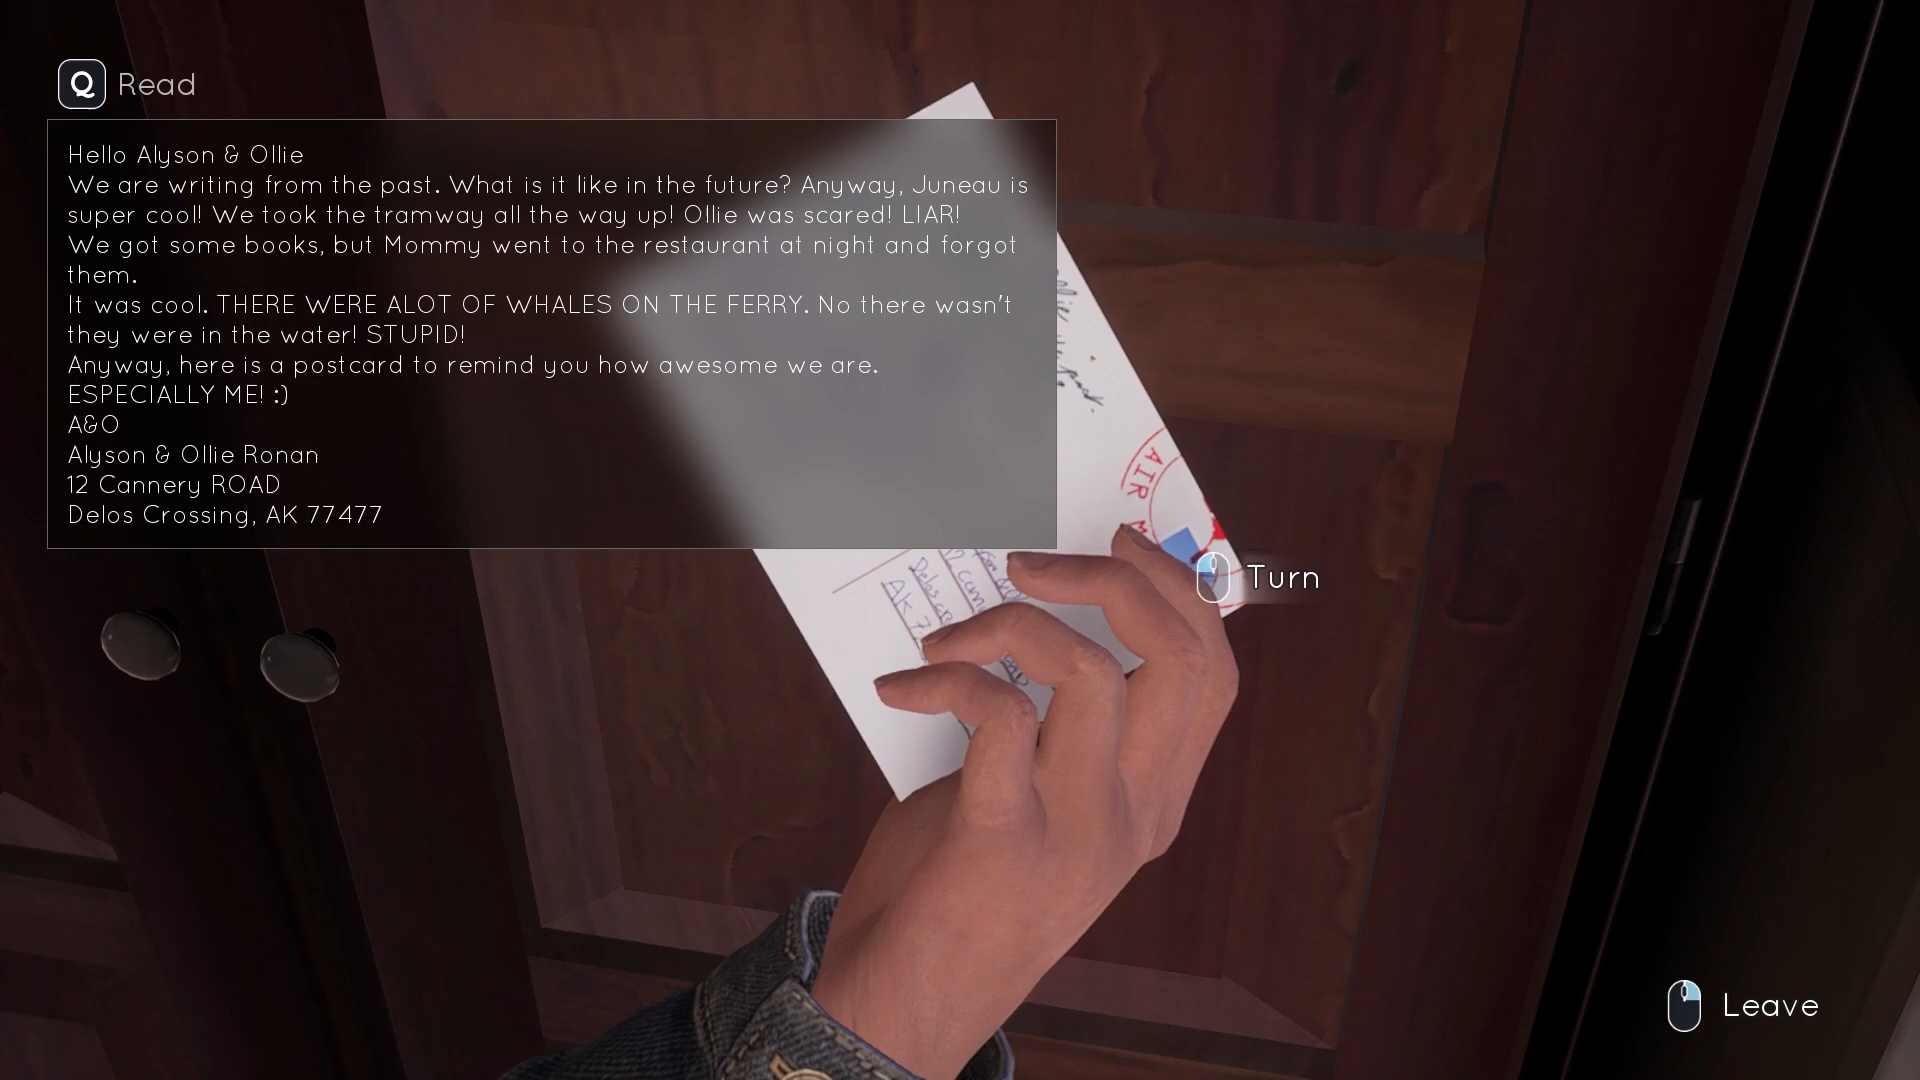 Q Read
Hello Alyson & Ollie
We are writing from the past. What is it like in the future? Anyway, Juneau is
super cool! We took the tramway all the way up! Ollie was scared! LIAR!
We got some books, but Mommy went to the restaurant at night and forgot
them.
It was cool. THERE WERE ALOT OF WHALES ON THE FERRY. No there wasn't
they were in the water! STUPID!
Anyway, here is a postcard to remind you how awesome we are.
ESPECIALLY ME! :)
A&O
Alyson & Ollie Ronan
12 Cannery ROAD
Delos Crossing, AK 77477
AIR M
Delos
AK 7
Turn
Leave